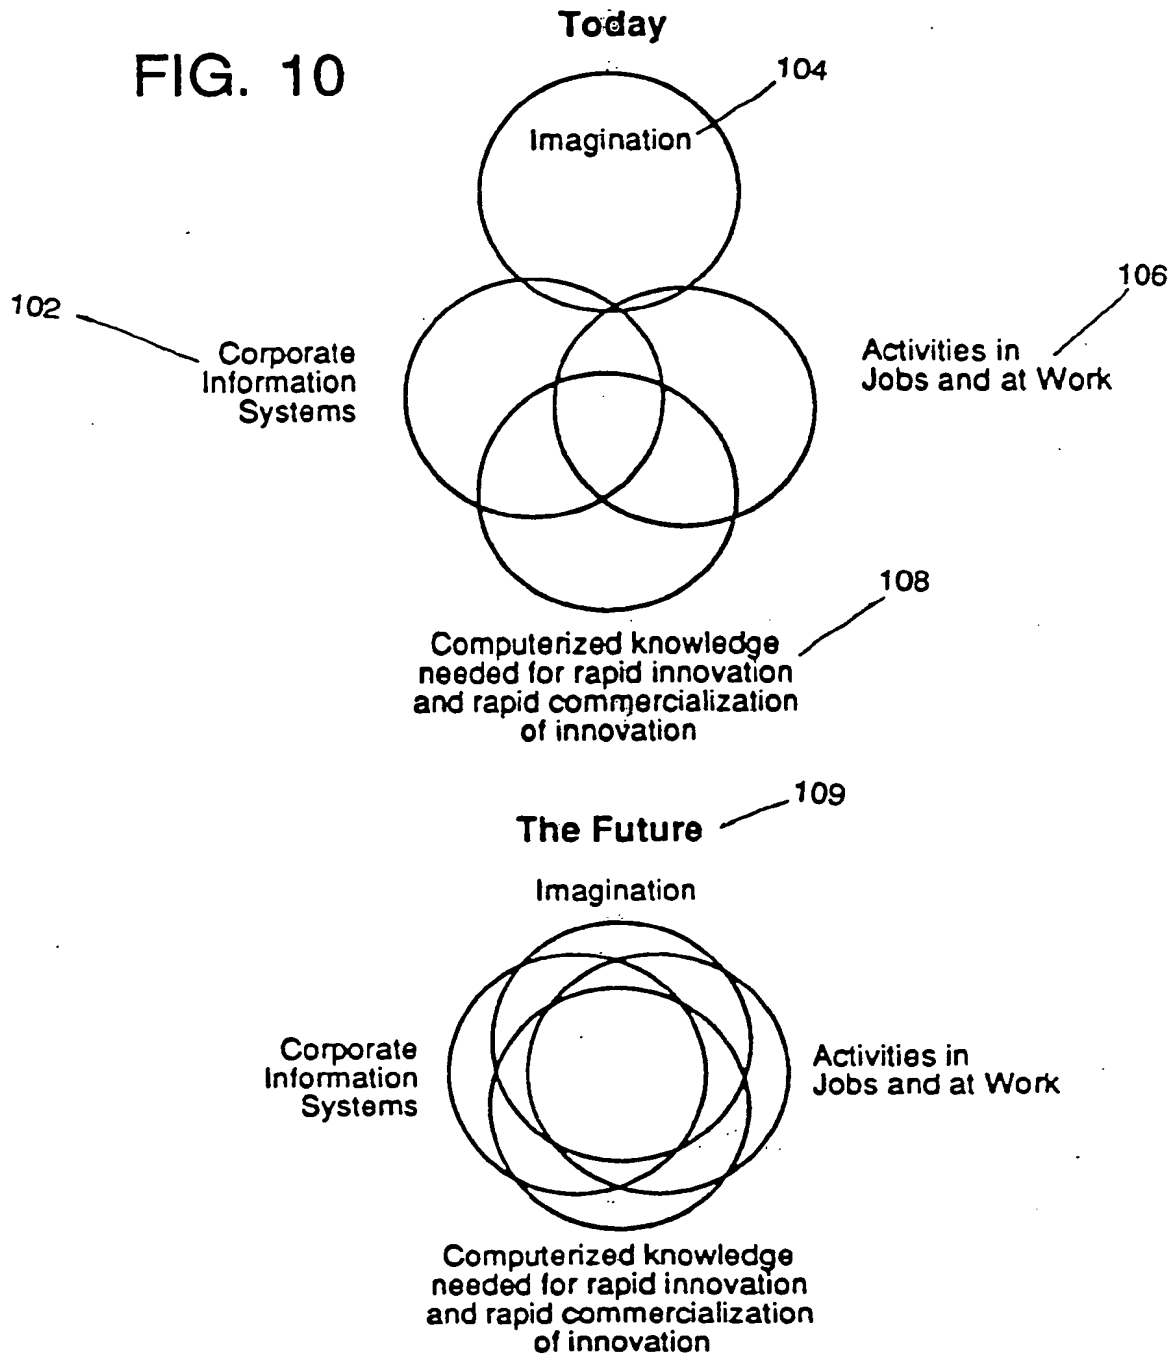 Today
FIG. 10
104
Imagination
106
102
Corporate
Information
Systems
Activities in
Jobs and at Work
108
Computerized knowledge
needed for rapid innovation
and rapid commercialization
of innovation
109
The Future
Imagination
Corporate
Information
Systems
Activities in
Jobs and at Work
Computerized knowledge
needed for rapid innovation
and rapid commercialization
of innovation